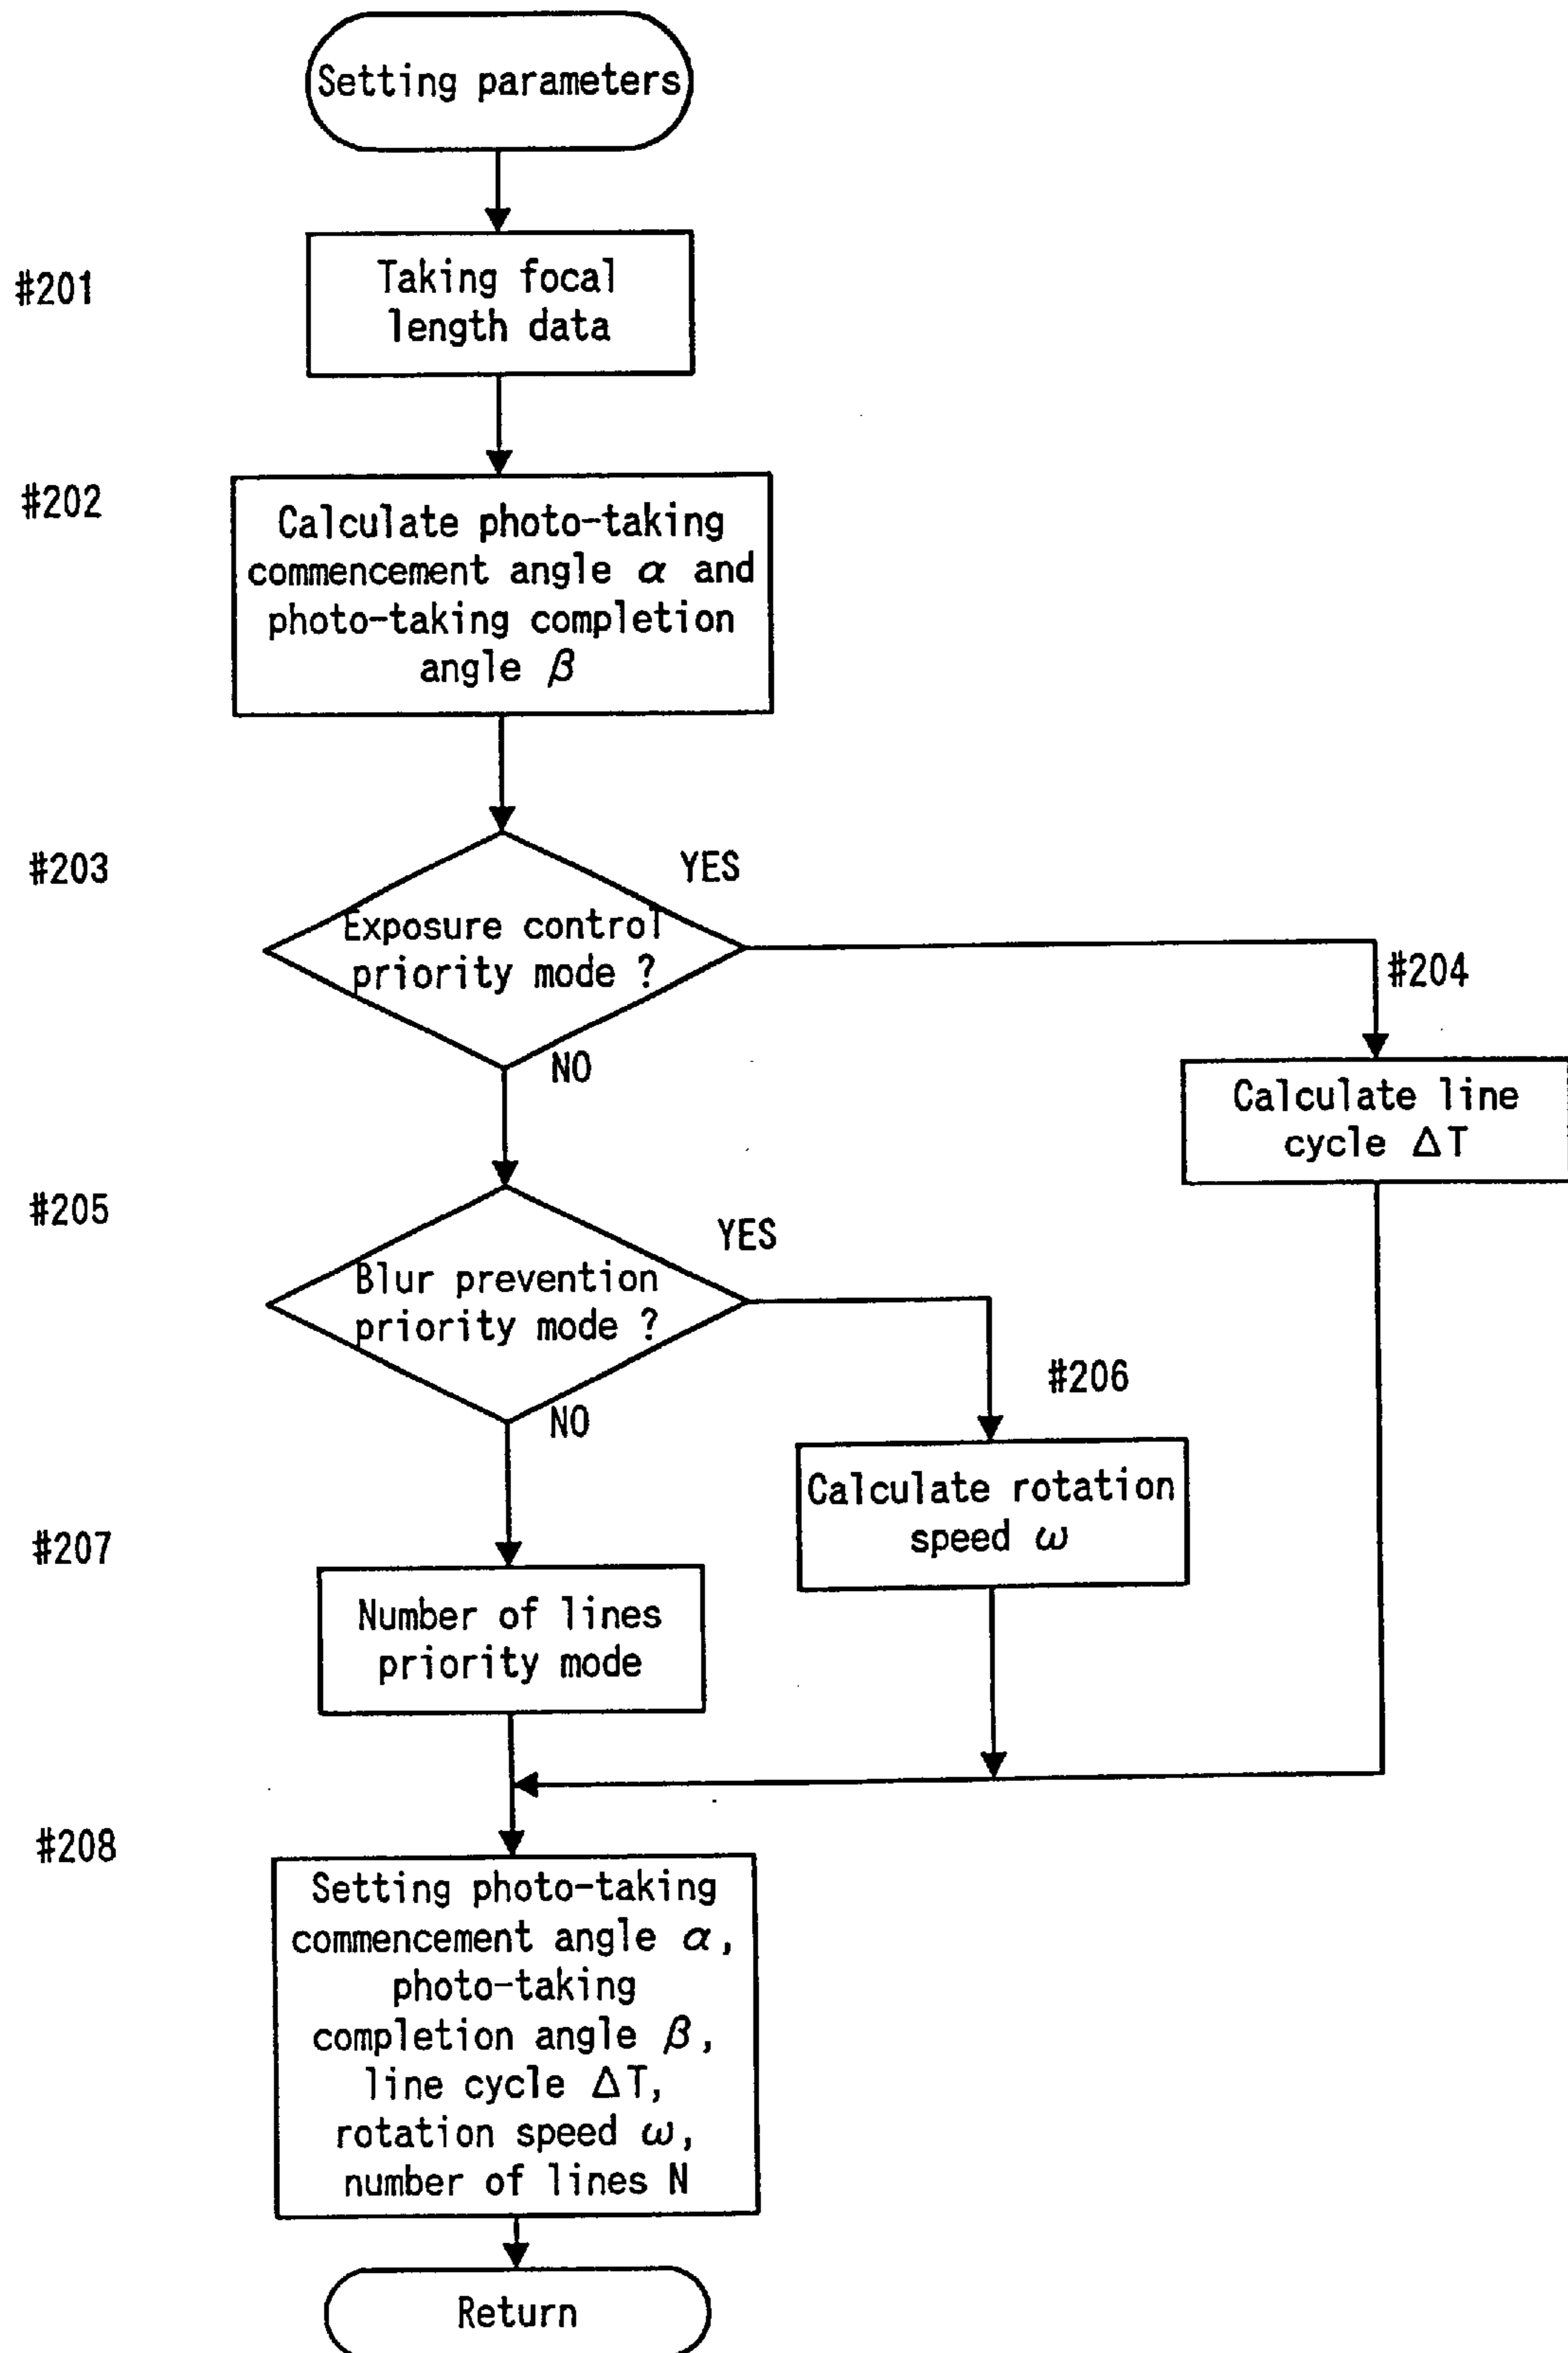 Setting parameters
#201
Taking focal
length data
#202
Calculate photo-taking
commencement angle α and
photo-taking completion
angle β
#203
YES
Exposure control
priority mode ?
#204
NO
Calculate line
cycle ΔT
#205
YES
Blur prevention
priority mode ?
#206
NO
Calculate rotation
speed ω
#207
Number of lines
priority mode
#208
Setting photo-taking
commencement angle α,
photo-taking
completion angle β,
line cycle ΔT,
rotation speed ω,
number of lines N
Return